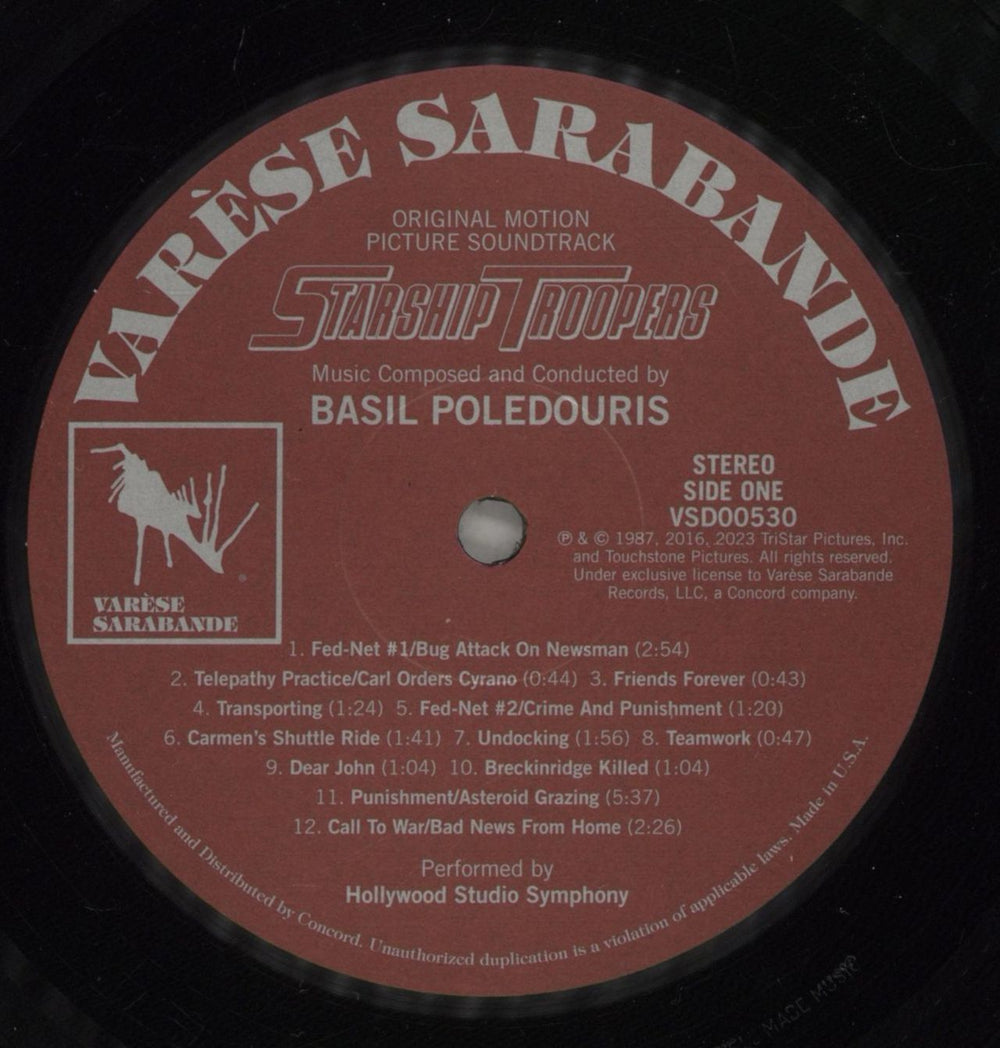 VARÈSE SARABANDE
ORIGINAL MOTION
PICTURE SOUNDTRACK
STARSHIP TROOPERS
Music Composed and Conducted by
BASIL POLEDOURIS
STEREO
SIDE ONE
VSD00530
℗ & © 1987, 2016, 2023 TriStar Pictures, Inc.
and Touchstone Pictures. All rights reserved.
Under exclusive license to Varèse Sarabande
Records, LLC, a Concord company.
VARÈSE
SARABANDE
1. Fed-Net #1/Bug Attack On Newsman (2:54)
2. Telepathy Practice/Carl Orders Cyrano (0:44) 3. Friends Forever (0:43)
4. Transporting (1:24) 5. Fed-Net #2/Crime And Punishment (1:20)
6. Carmen's Shuttle Ride (1:41) 7. Undocking (1:56) 8. Teamwork (0:47)
9. Dear John (1:04) 10. Breckinridge Killed (1:04)
11. Punishment/Asteroid Grazing (5:37)
12. Call To War/Bad News From Home (2:26)
Performed by
Hollywood Studio Symphony
Manufactured and Distributed by Concord. Unauthorized duplication is a violation of applicable laws. Made in U.S.A.
MADE MUSIC